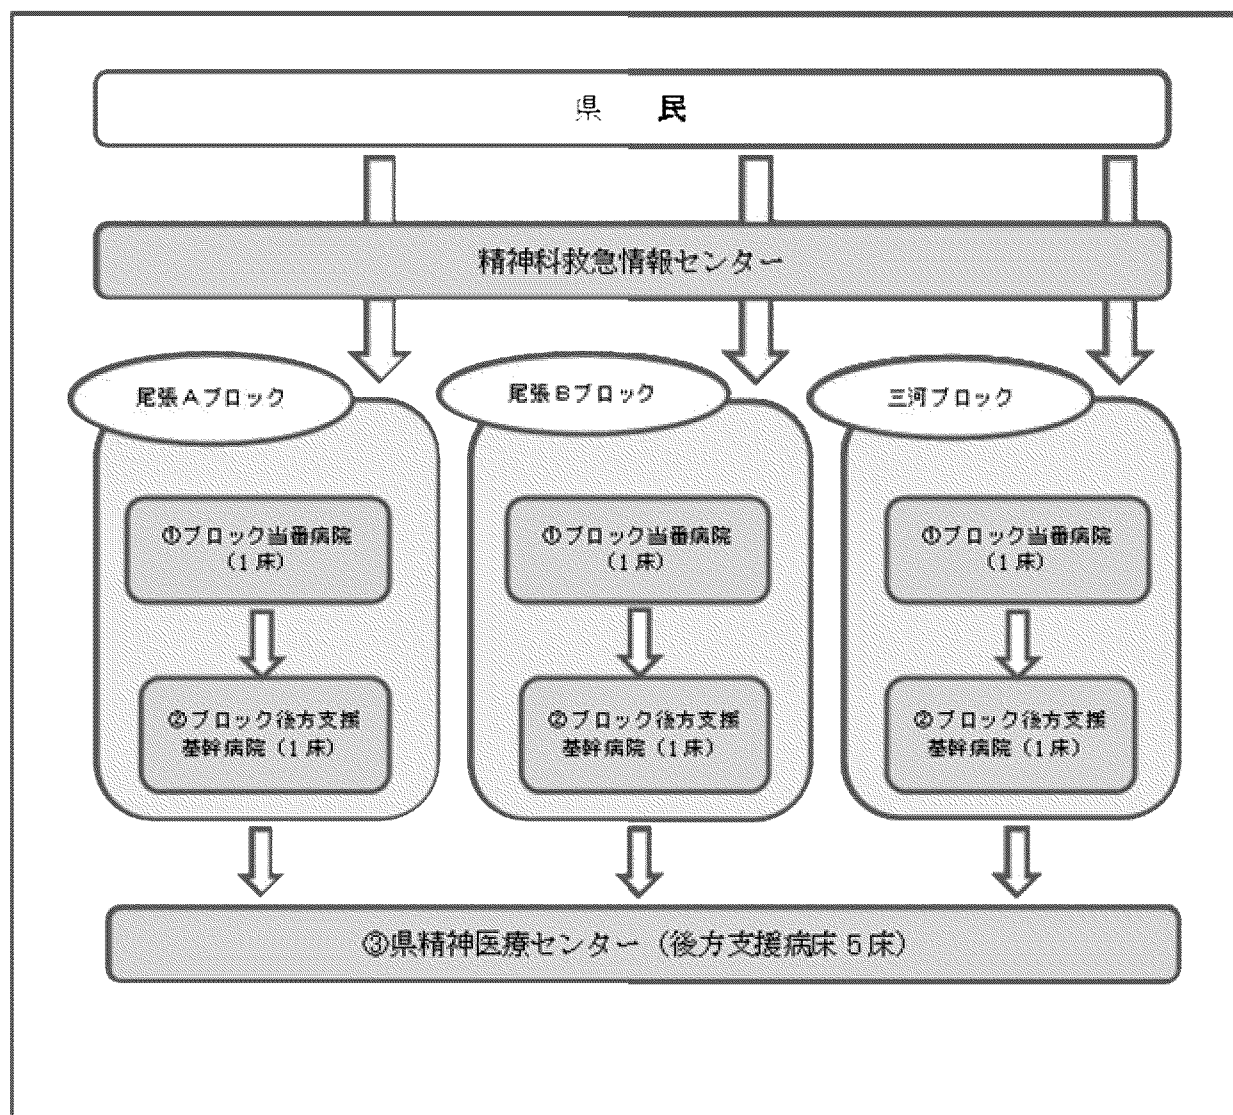 県　民
精神科救急情報センター
尾張Aブロック
尾張Bブロック
三河ブロック
①ブロック当番病院
(1床)
①ブロック当番病院
(1床)
①ブロック当番病院
(1床)
②ブロック後方支援
基幹病院(1床)
②ブロック後方支援
基幹病院(1床)
②ブロック後方支援
基幹病院(1床)
③県精神医療センター(後方支援病床5床)